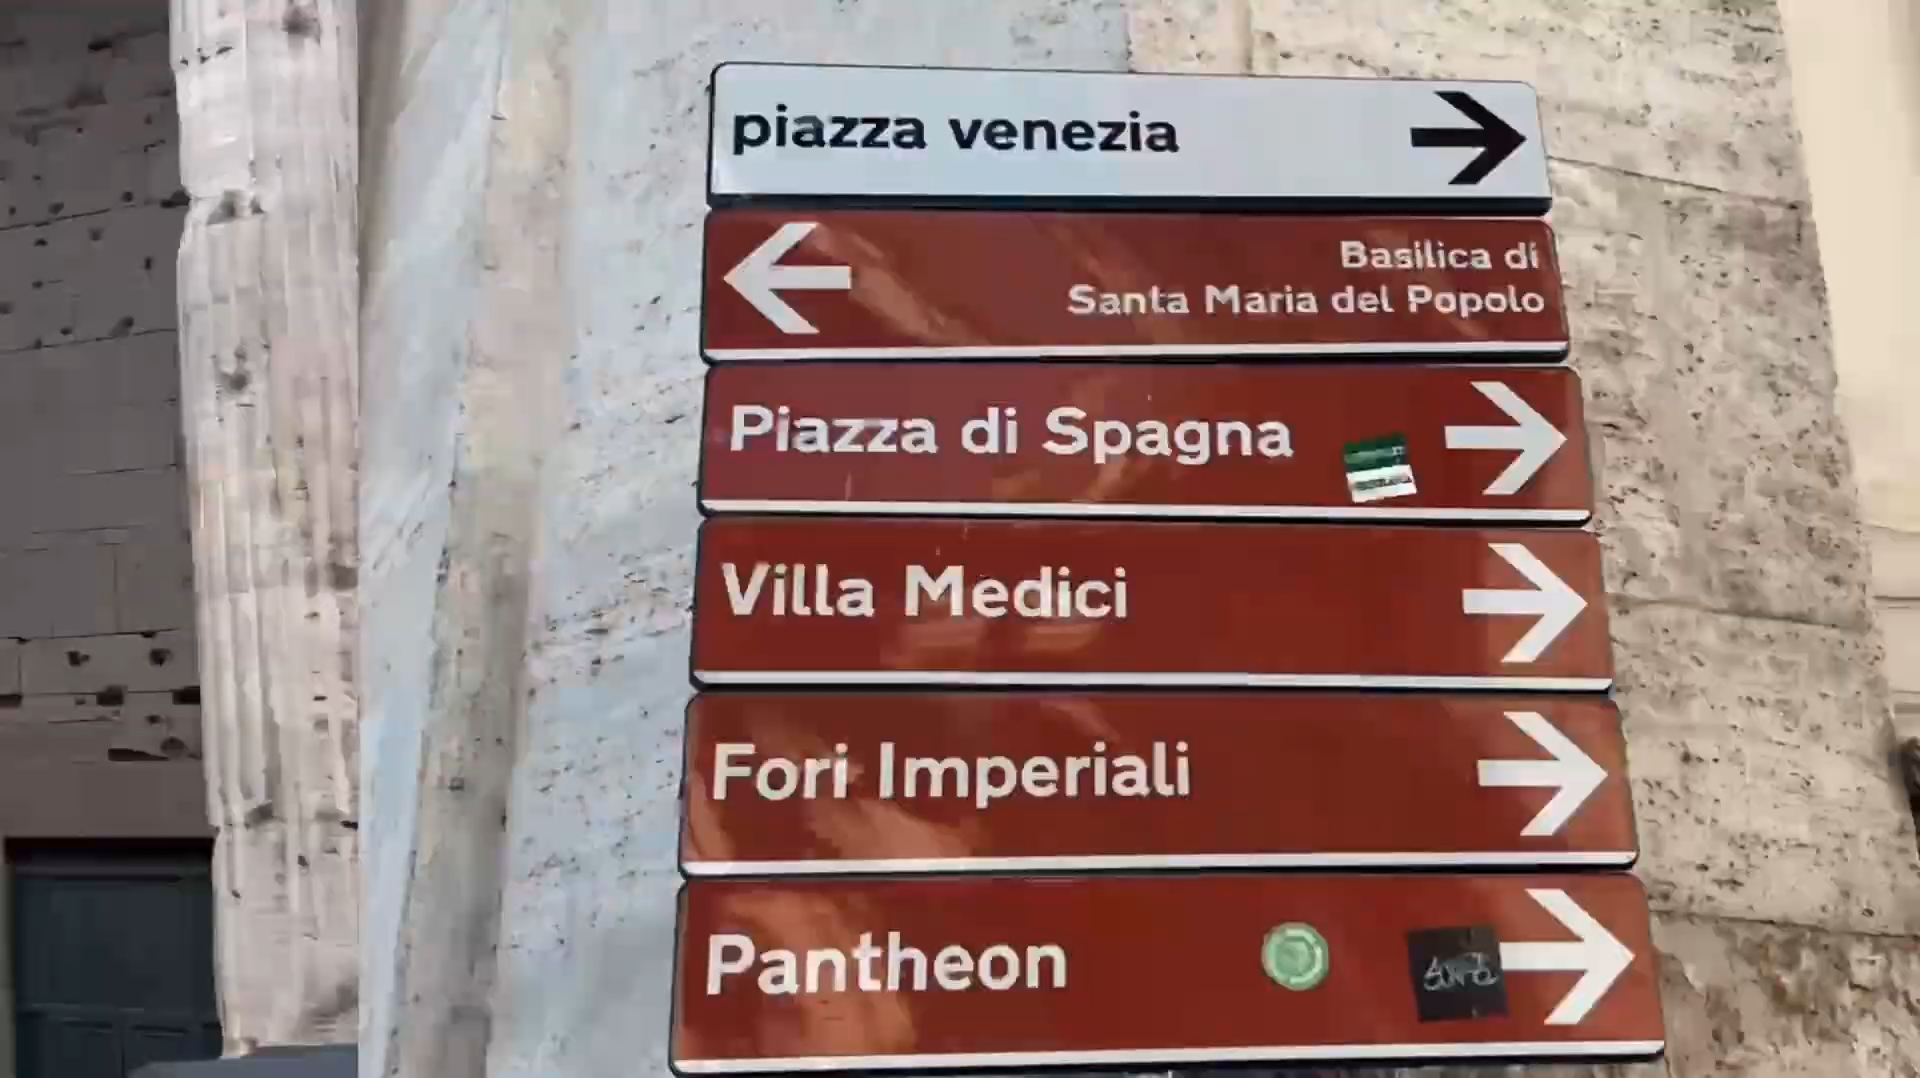 piazza venezia
Basilica di
Santa Maria del Popolo
Piazza di Spagna
Villa Medici
Fori Imperiali
Pantheon